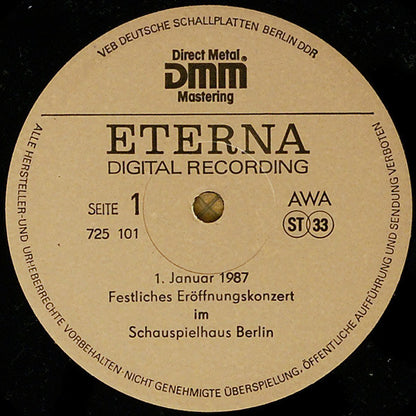 VEB DEUTSCHE SCHALLPLATTEN BERLIN DDR
Direct Metal
DMM®
Mastering
ETERNA
DIGITAL RECORDING
SEITE 1
725 101
AWA
ST 33
1. Januar 1987
Festliches Eröffnungskonzert
im
Schauspielhaus Berlin
ALLE HERSTELLER-UND URHEBERRECHTE VORBEHALTEN·NICHT GENEHMIGTE ÜBERSPIELUNG, ÖFFENTLICHE AUFFÜHRUNG UND SENDUNG VERBOTEN